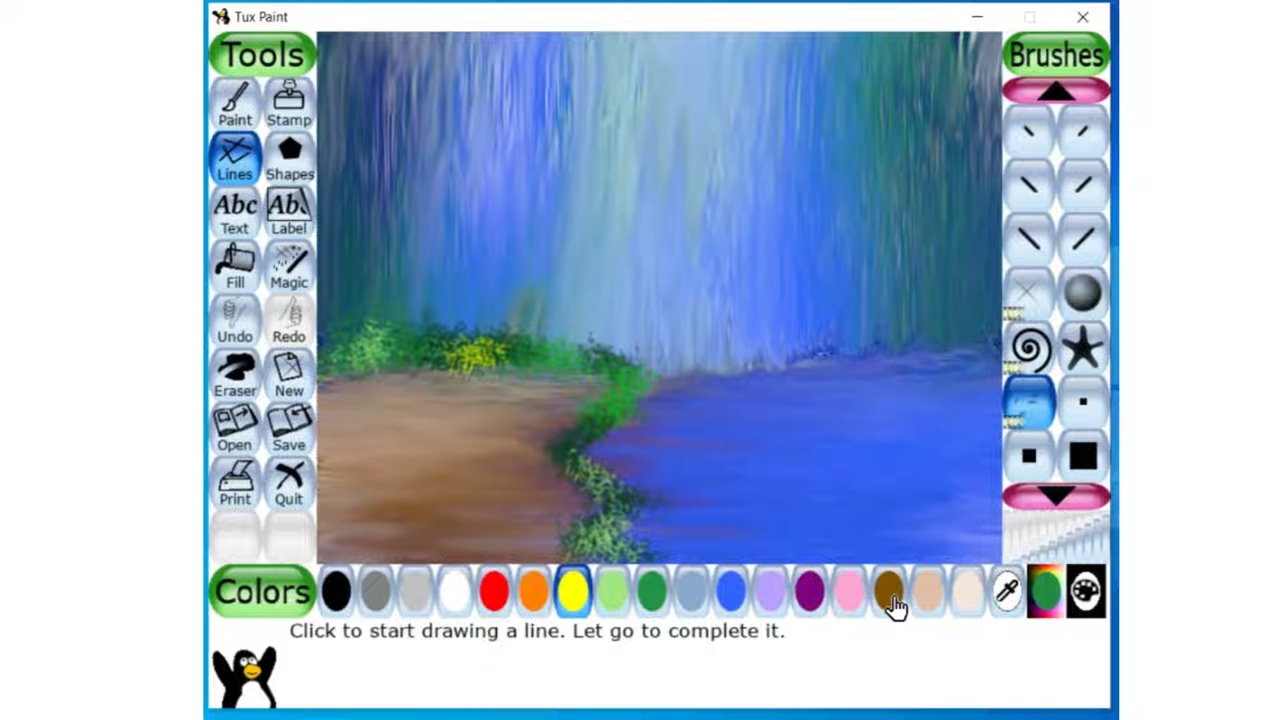 Tux Paint
Tools
Brushes
Paint
Stamp
Lines
Shapes
Abc
Abc
Text
Label
Fill
Magic
Undo
Redo
Eraser
New
Open
Save
Print
Quit
Colors
Click to start drawing a line. Let go to complete it.